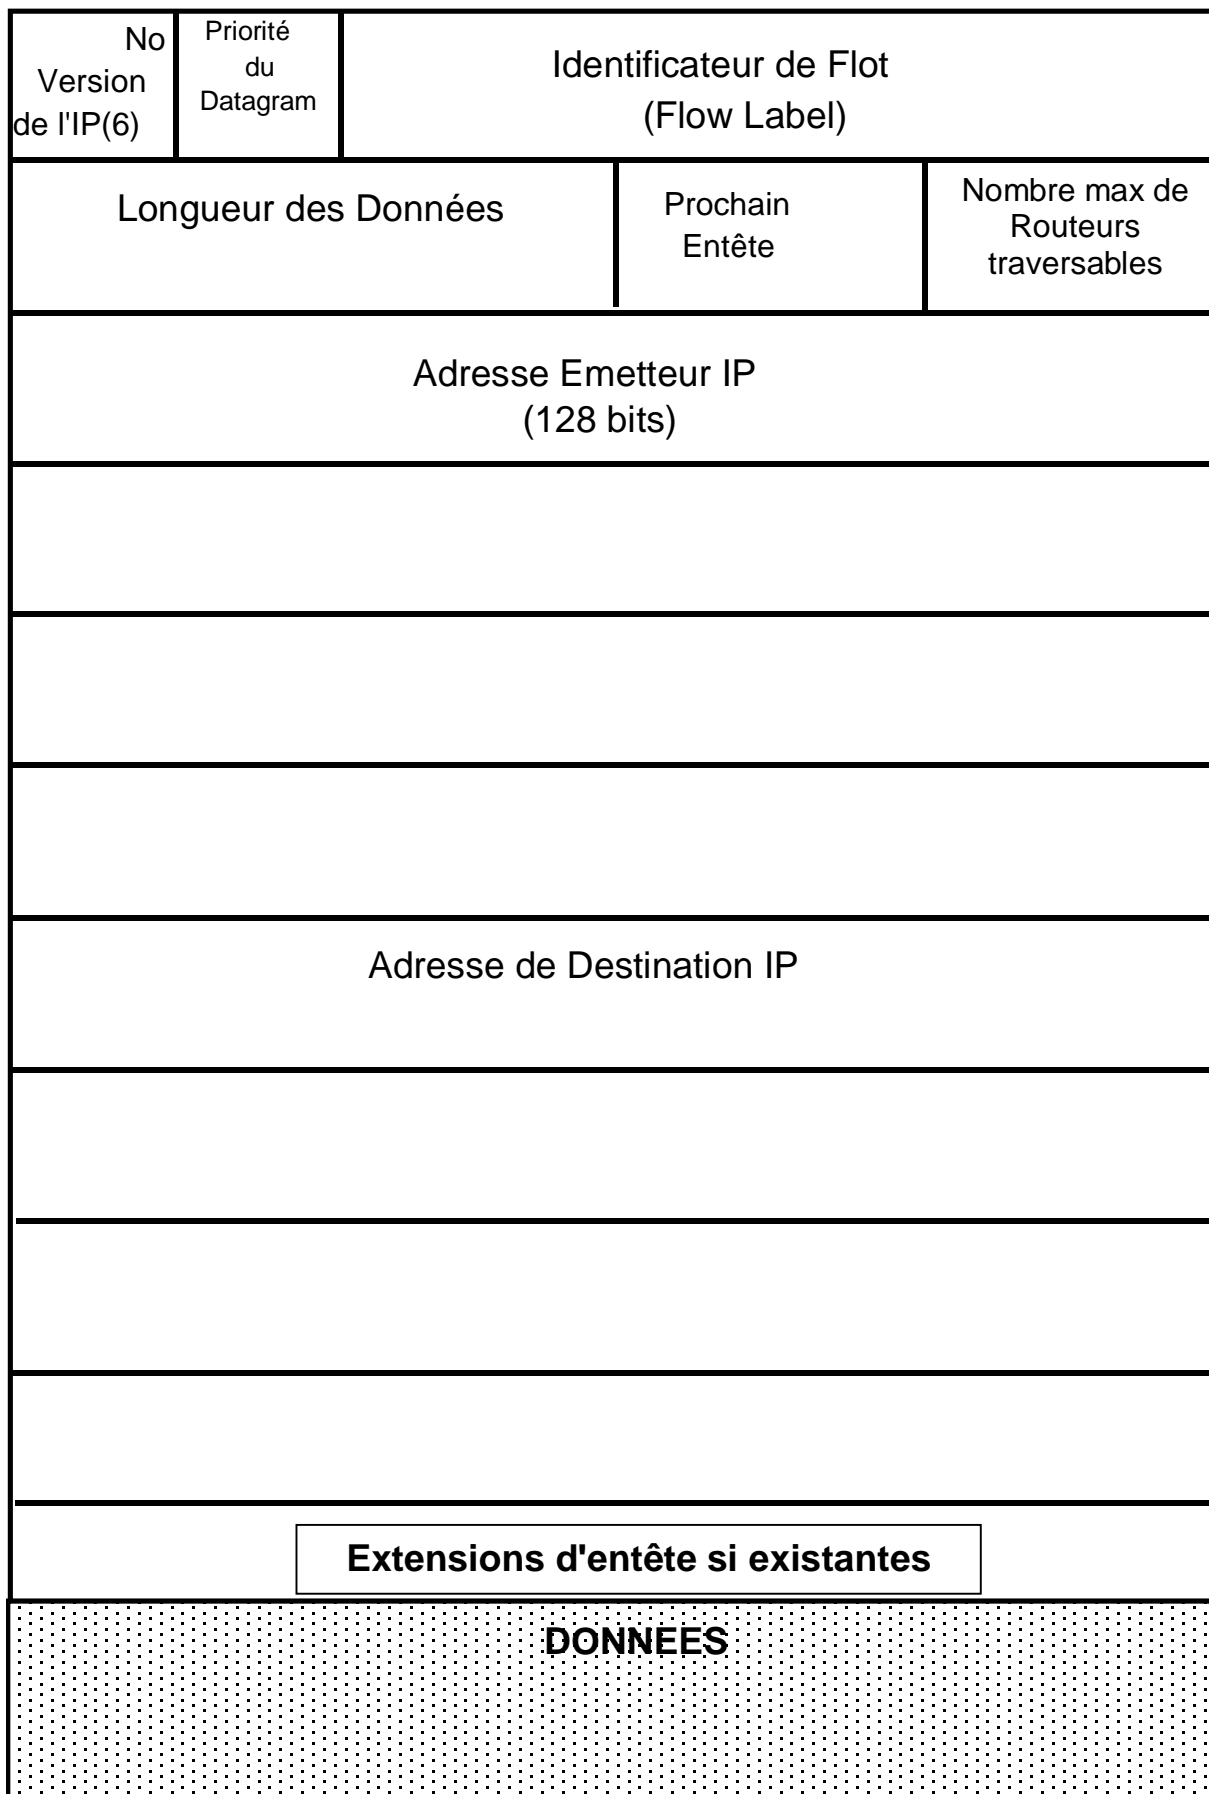 No
Version
de l'IP(6)
Priorité
du
Datagram
Identificateur de Flot
(Flow Label)
Longueur des Données
Prochain
Entête
Nombre max de
Routeurs
traversables
Adresse Emetteur IP
(128 bits)
Adresse de Destination IP
Extensions d'entête si existantes
DONNEES